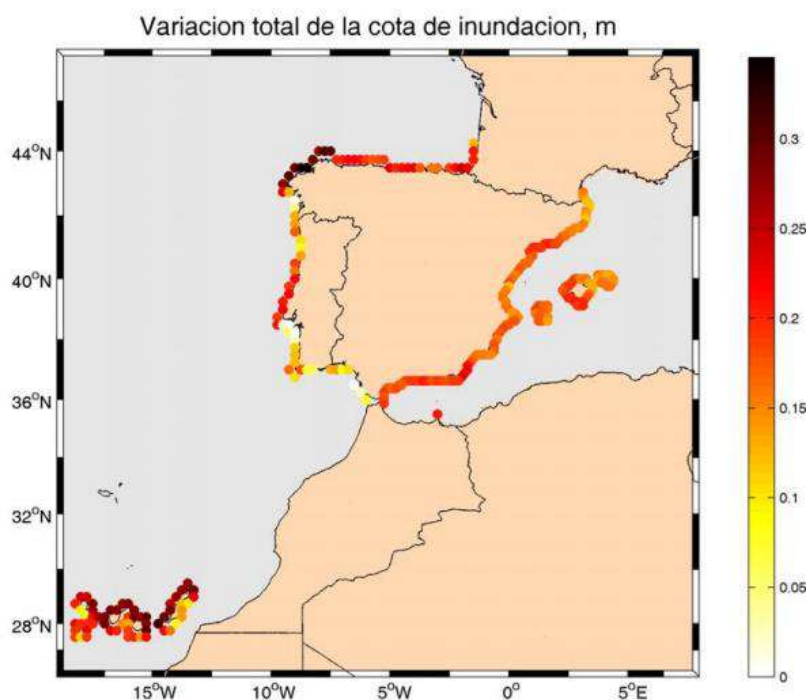 Variacion total de la cota de inundacion, m
44°N
40°N
36°N
32°N
28°N
15°W
10°W
5°W
0°
5°E
0.3
0.25
0.2
0.15
0.1
0.05
0